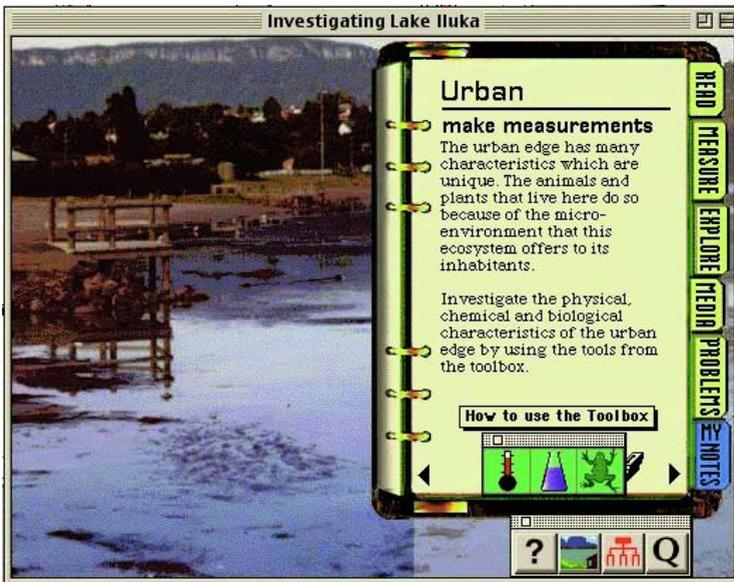 Investigating Lake Iluka
Urban
make measurements
The urban edge has many
characteristics which are
unique. The animals and
plants that live here do so
because of the micro-
environment that this
ecosystem offers to its
inhabitants.
Investigate the physical,
chemical and biological
characteristics of the urban
edge by using the tools from
the toolbox.
How to use the Toolbox
READ
MEASURE
EXPLORE
MEDIA
PROBLEMS
MY NOTES
?
Q